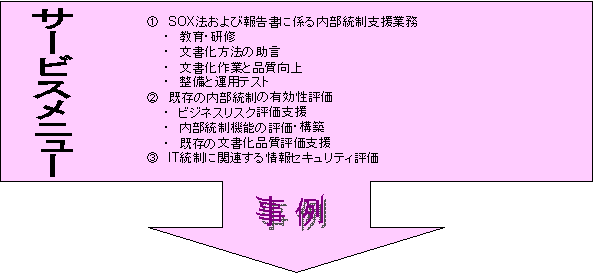 サービスメニュー
① SOX法および報告書に係る内部統制支援業務
・ 教育・研修
・ 文書化方法の助言
・ 文書化作業と品質向上
・ 整備と運用テスト
② 既存の内部統制の有効性評価
・ ビジネスリスク評価支援
・ 内部統制機能の評価・構築
・ 既存の文書化品質評価支援
③ IT統制に関連する情報セキュリティ評価
事例